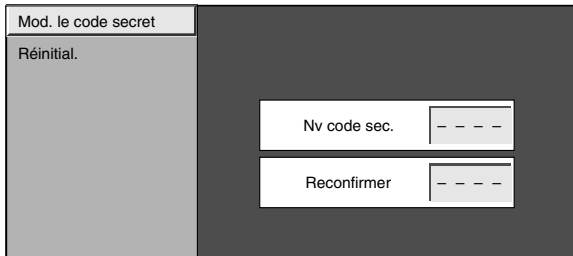 Mod. le code secret
Réinitial.
Nv code sec. – – – –
Reconfirmer – – – –